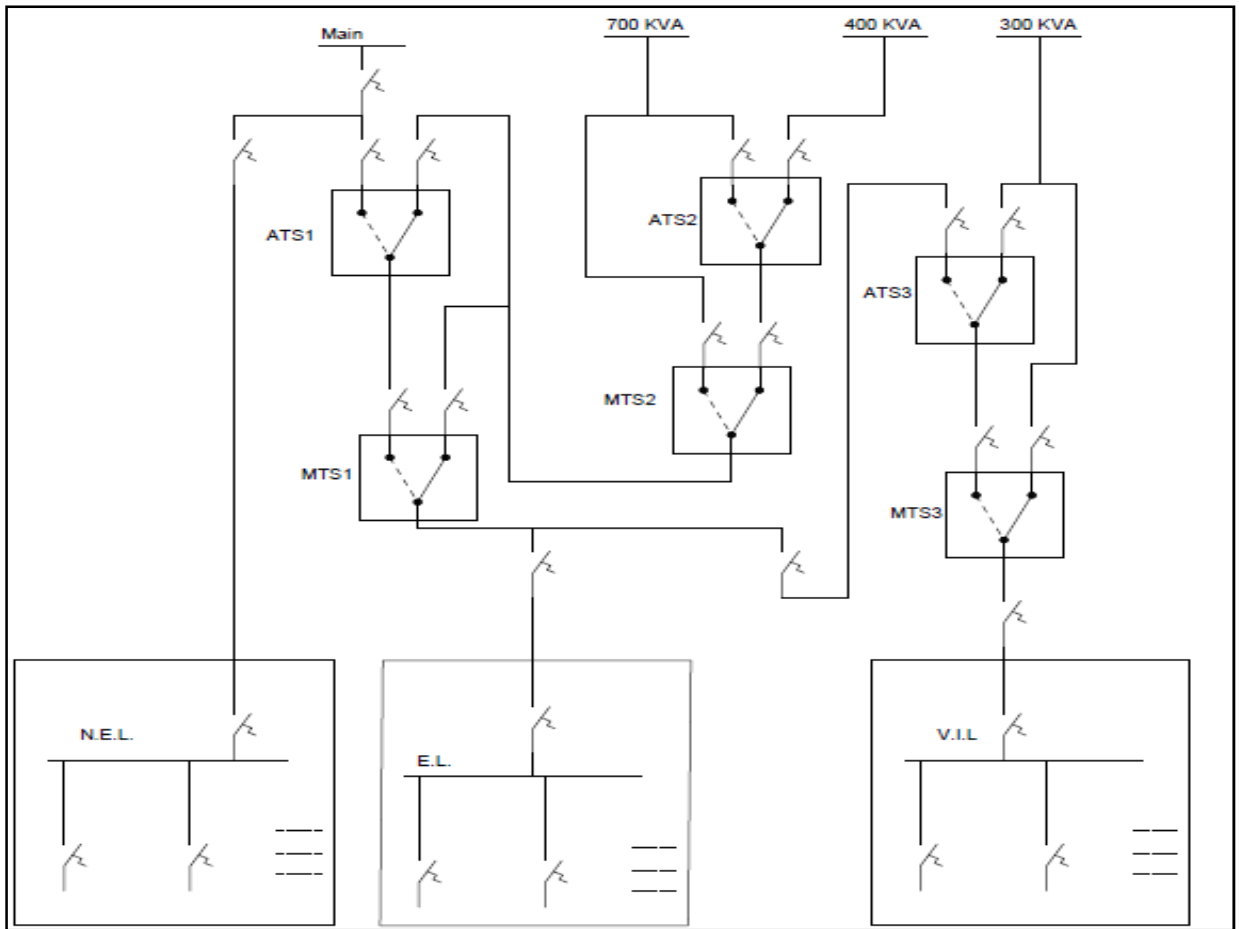 Main
700 KVA
400 KVA
300 KVA
ATS1
ATS2
ATS3
MTS2
MTS1
MTS3
N.E.L.
E.L.
V.I.L